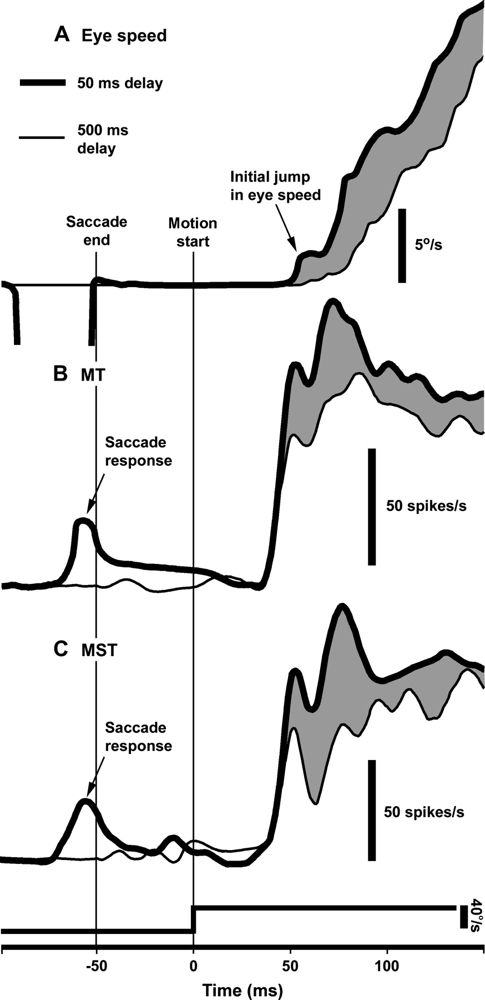 A Eye speed
50 ms delay
500 ms
delay
Initial jump
in eye speed
Saccade
end
Motion
start
5º/s
B MT
Saccade
response
50 spikes/s
C MST
Saccade
response
50 spikes/s
40°/s
-50 0 50 100
Time (ms)